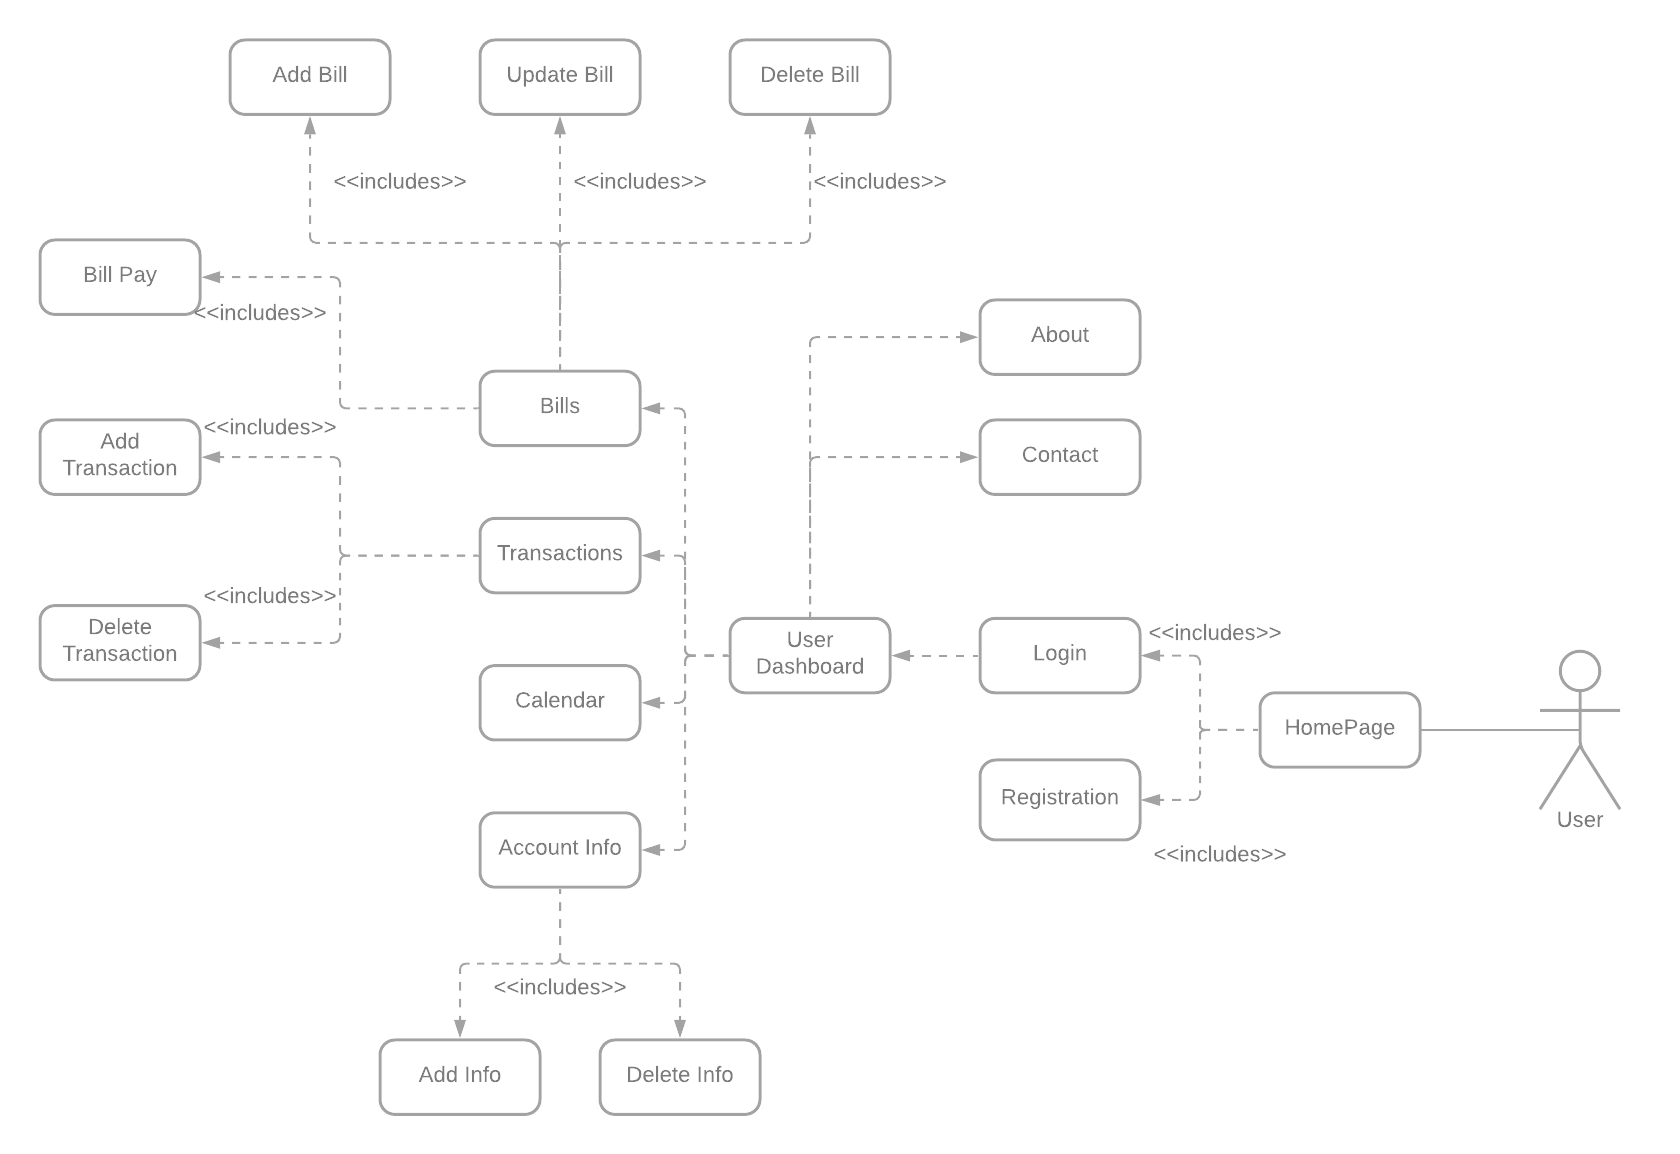 Add Bill
Update Bill
Delete Bill
<<includes>>
<<includes>>
<<includes>>
Bill Pay
<<includes>>
About
Bills
<<includes>>
Add
Transaction
Contact
Transactions
<<includes>>
Delete
Transaction
User
Dashboard
Login
<<includes>>
Calendar
HomePage
Registration
User
Account Info
<<includes>>
<<includes>>
Add Info
Delete Info